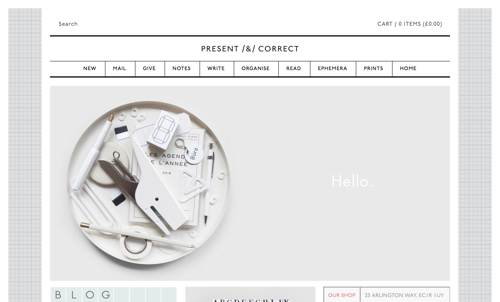 Search
CART / 0 ITEMS (£0.00)
PRESENT /&/ CORRECT
NEW
MAIL
GIVE
NOTES
WRITE
ORGANISE
READ
EPHEMERA
PRINTS
HOME
AGENDA
L'ANNÉE
Büro
Hello.
BLOG
OUR SHOP
23 ARLINGTON WAY, EC1R 1UY